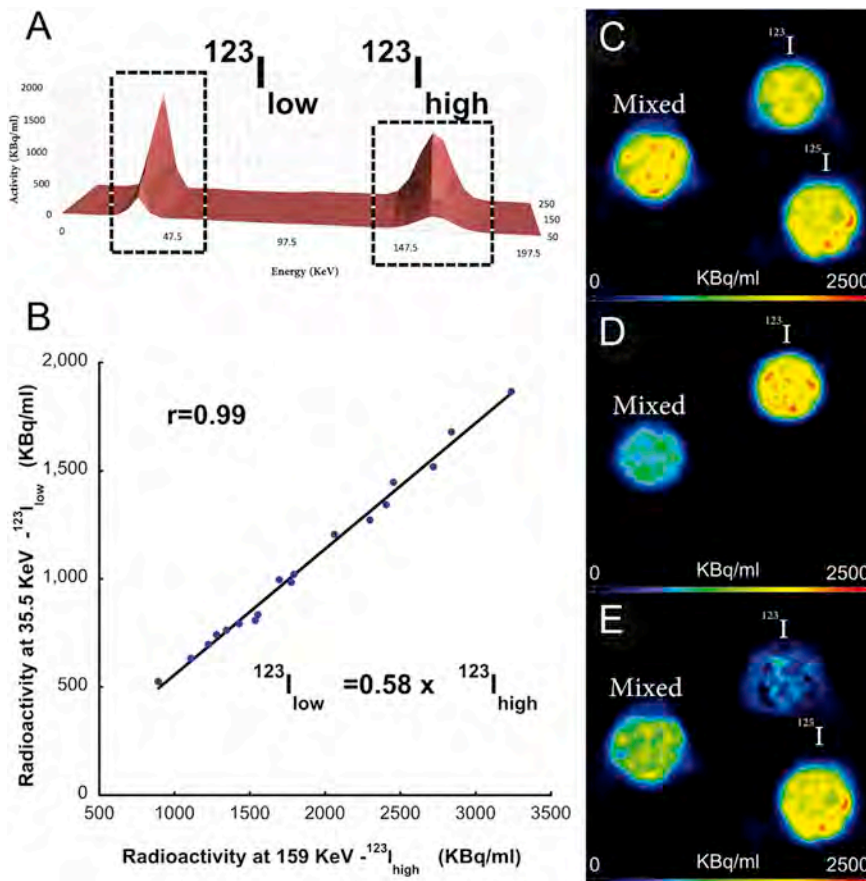 A
123I low
123I high
Activity (KBq/ml)
2000
1500
1000
500
0
0
47.5
97.5
147.5
197.5
250
150
50
Energy (KeV)
B
Radioactivity at 35.5 KeV -123I low (KBq/ml)
2,000
1,500
1,000
500
0
r=0.99
123I low =0.58 x 123I high
500
1000
1500
2000
2500
3000
3500
Radioactivity at 159 KeV -123I high (KBq/ml)
C
123I
Mixed
125I
0 KBq/ml 2500
D
123I
Mixed
0 KBq/ml 2500
E
123I
Mixed
125I
0 KBq/ml 2500